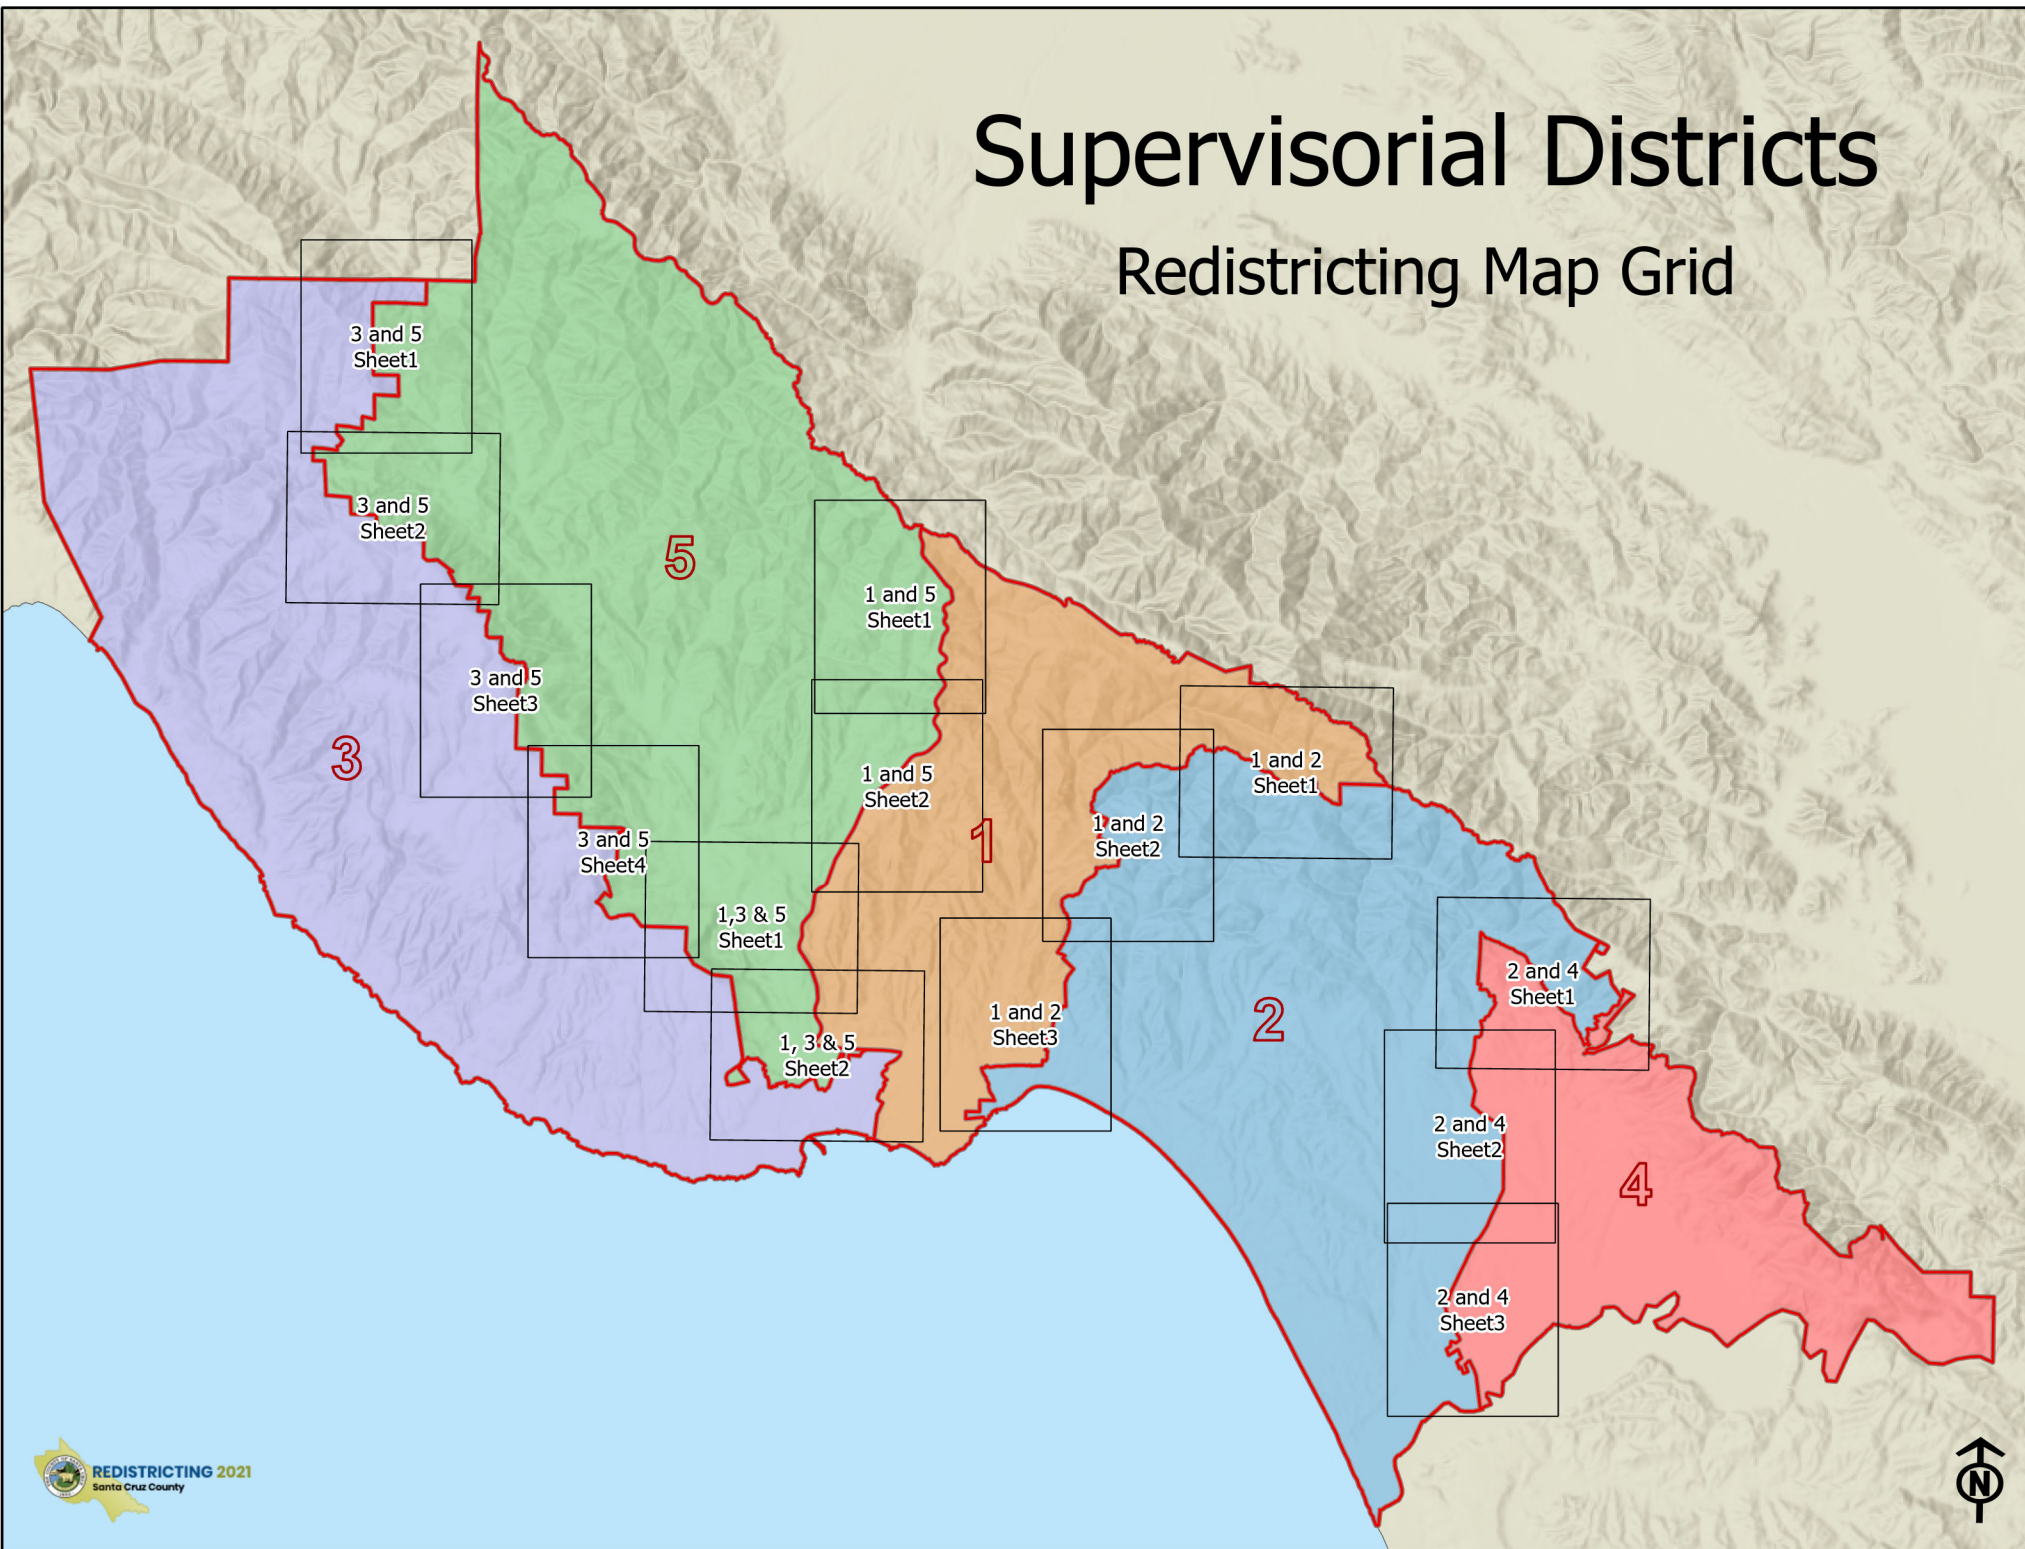 Supervisorial Districts
Redistricting Map Grid
3 and 5
Sheet1
3 and 5
Sheet2
5
1 and 5
Sheet1
3 and 5
Sheet3
3
1 and 5
Sheet2
1 and 2
Sheet1
1
1 and 2
Sheet2
3 and 5
Sheet4
1,3 & 5
Sheet1
2 and 4
Sheet1
1 and 2
Sheet3
2
1, 3 & 5
Sheet2
2 and 4
Sheet2
4
2 and 4
Sheet3
REDISTRICTING 2021
Santa Cruz County
N